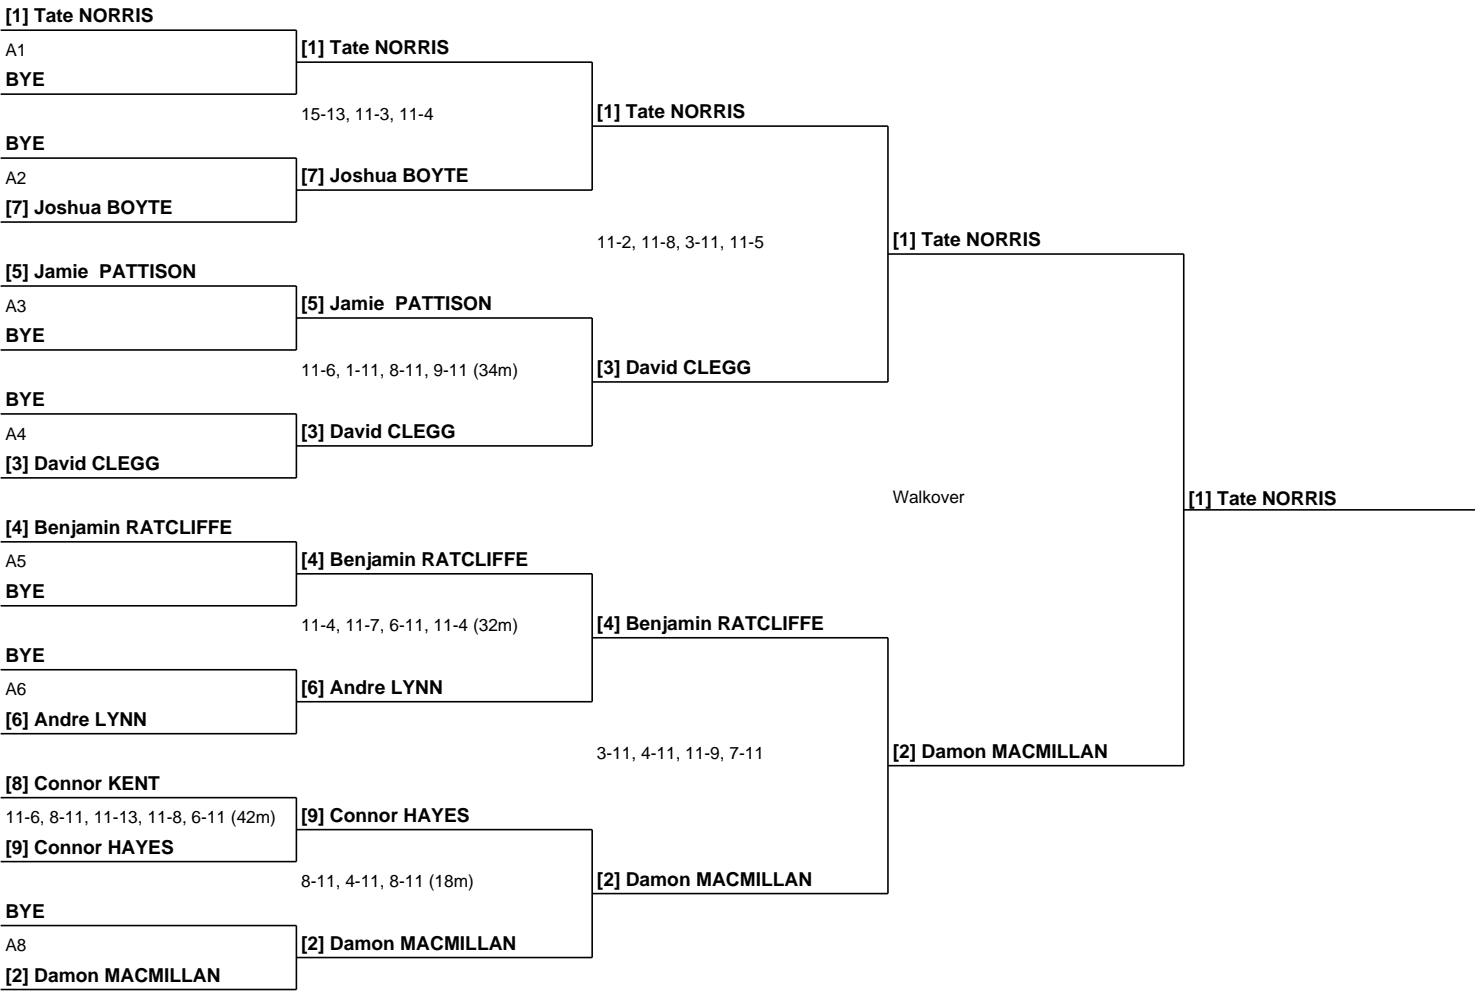 [1] Tate NORRIS
A1
BYE
BYE
A2
[7] Joshua BOYTE
[5] Jamie  PATTISON
A3
BYE
BYE
A4
[3] David CLEGG
[4] Benjamin RATCLIFFE
A5
BYE
BYE
A6
[6] Andre LYNN
[8] Connor KENT
11-6, 8-11, 11-13, 11-8, 6-11 (42m)
[9] Connor HAYES
BYE
A8
[2] Damon MACMILLAN
[1] Tate NORRIS
15-13, 11-3, 11-4
[7] Joshua BOYTE
[5] Jamie  PATTISON
11-6, 1-11, 8-11, 9-11 (34m)
[3] David CLEGG
[4] Benjamin RATCLIFFE
11-4, 11-7, 6-11, 11-4 (32m)
[6] Andre LYNN
[9] Connor HAYES
8-11, 4-11, 8-11 (18m)
[2] Damon MACMILLAN
[1] Tate NORRIS
11-2, 11-8, 3-11, 11-5
[3] David CLEGG
[4] Benjamin RATCLIFFE
3-11, 4-11, 11-9, 7-11
[2] Damon MACMILLAN
[1] Tate NORRIS
Walkover
[2] Damon MACMILLAN
[1] Tate NORRIS